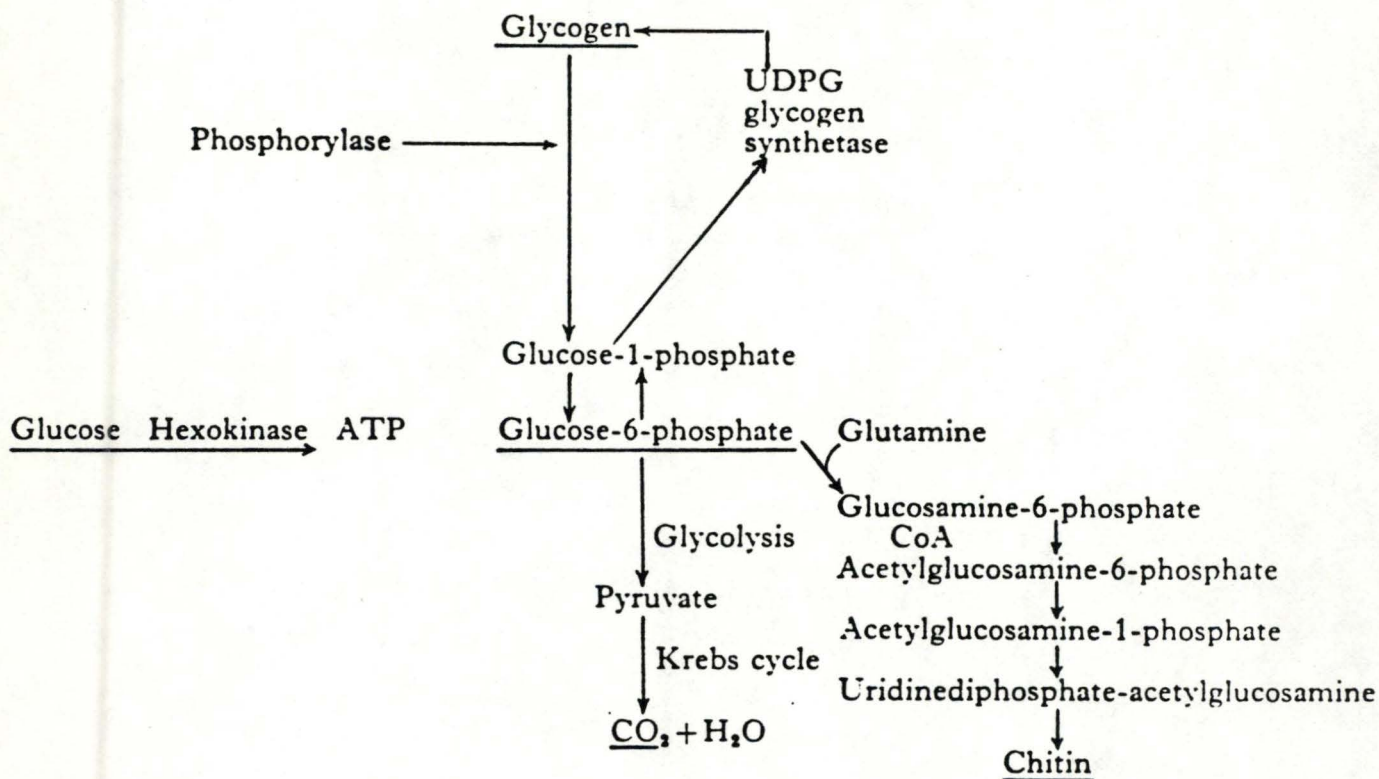 Glycogen
UDPG
glycogen
synthetase
Phosphorylase
Glucose-1-phosphate
Glucose Hexokinase ATP
Glucose-6-phosphate
Glutamine
Glucosamine-6-phosphate
CoA
Glycolysis
Acetylglucosamine-6-phosphate
Pyruvate
Acetylglucosamine-1-phosphate
Krebs cycle
Uridinediphosphate-acetylglucosamine
CO₂ + H₂O
Chitin